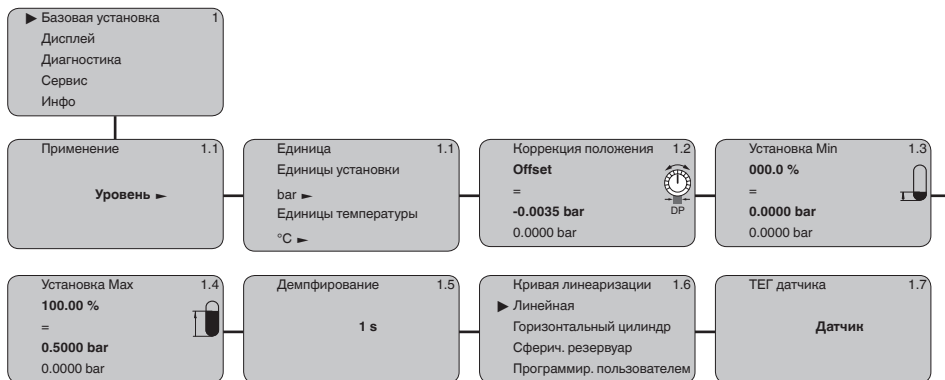 ▶ Базовая установка 1
Дисплей
Диагностика
Сервис
Инфо
Применение 1.1
Уровень ►
Единица 1.1
Единицы установки
bar ►
Единицы температуры
°C ►
Коррекция положения 1.2
Offset
=
-0.0035 bar
0.0000 bar
DP
Установка Min 1.3
000.0 %
=
0.0000 bar
0.0000 bar
Установка Max 1.4
100.00 %
=
0.5000 bar
0.0000 bar
Демпфирование 1.5
1 s
Кривая линеаризации 1.6
▶ Линейная
Горизонтальный цилиндр
Сферич. резервуар
Программир. пользователем
ТЕГ датчика 1.7
Датчик